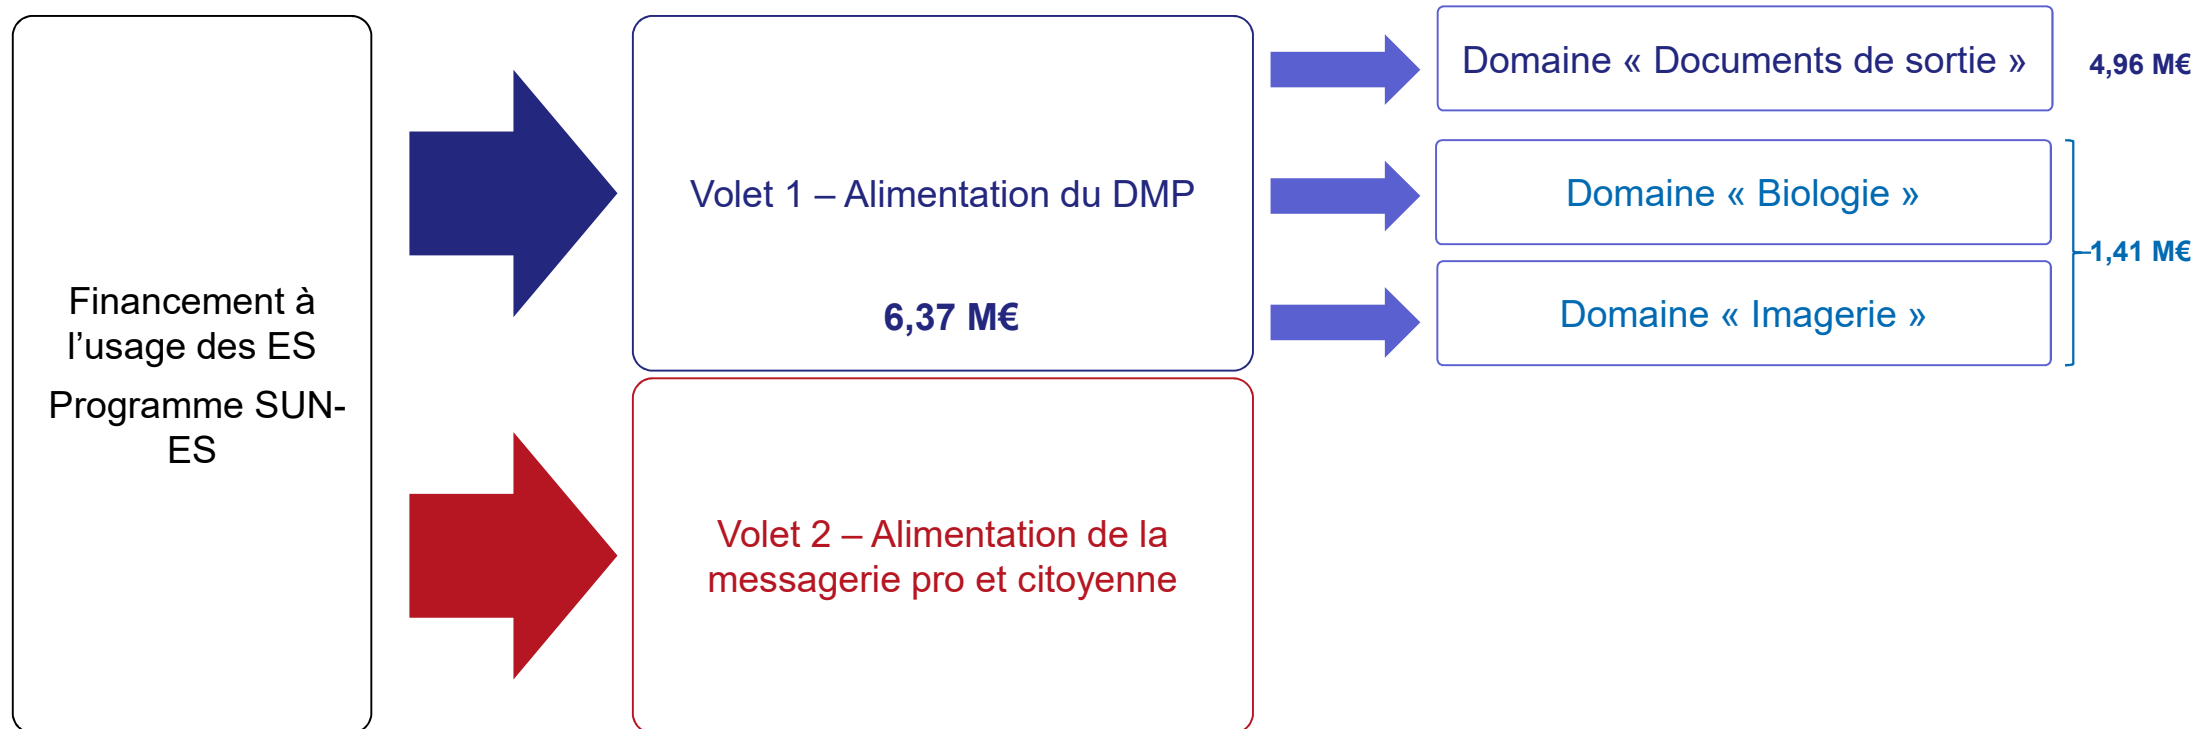 Financement à
l’usage des ES
Programme SUN-
ES
Volet 1 – Alimentation du DMP
6,37 M€
Domaine « Documents de sortie »
4,96 M€
Domaine « Biologie »
Domaine « Imagerie »
1,41 M€
Volet 2 – Alimentation de la
messagerie pro et citoyenne